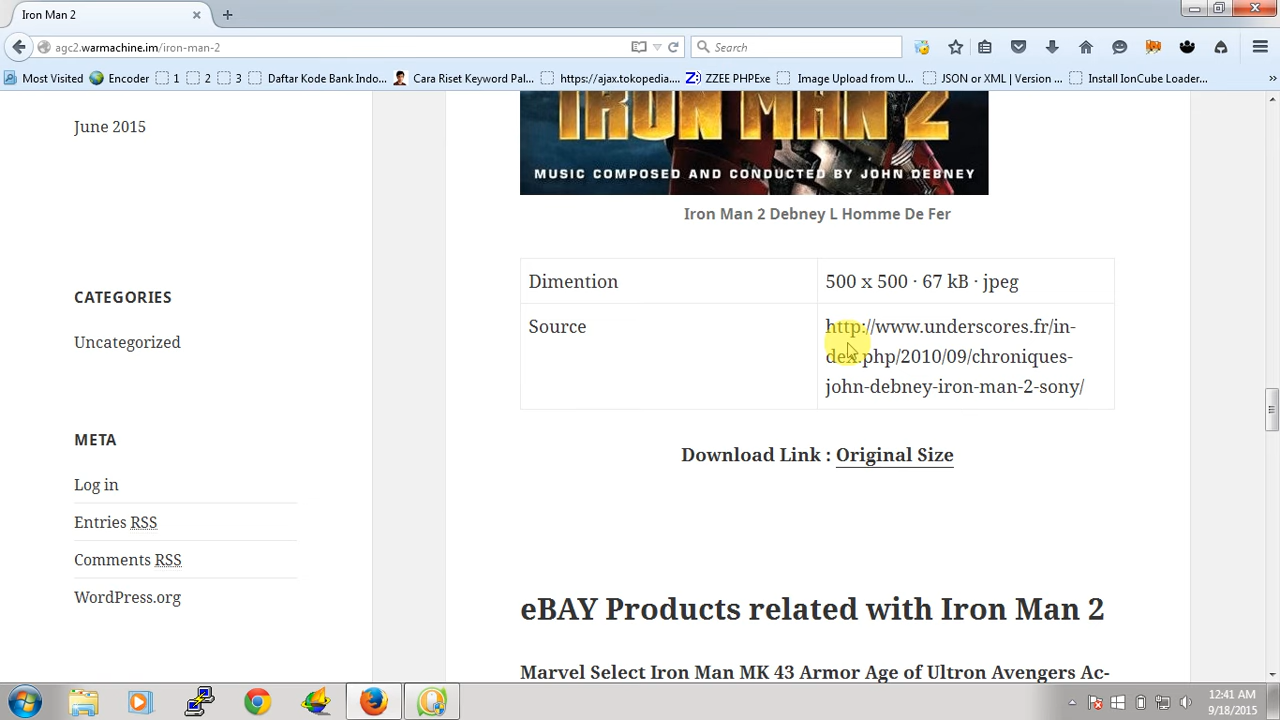 Iron Man 2
agc2.warmachine.im/iron-man-2
Search
Most Visited
Encoder
1
2
3
Daftar Kode Bank Indo...
Cara Riset Keyword Pal...
https://ajax.tokopedia....
ZZEE PHPExe
Image Upload from U...
JSON or XML | Version ...
Install IonCube Loader...
June 2015
CATEGORIES
Uncategorized
META
Log in
Entries RSS
Comments RSS
WordPress.org
IRON MAN 2
MUSIC COMPOSED AND CONDUCTED BY JOHN DEBNEY
Iron Man 2 Debney L Homme De Fer
Dimention
500 x 500 · 67 kB · jpeg
Source
http://www.underscores.fr/in-
dex.php/2010/09/chroniques-
john-debney-iron-man-2-sony/
Download Link : Original Size
eBAY Products related with Iron Man 2
Marvel Select Iron Man MK 43 Armor Age of Ultron Avengers Ac-
12:41 AM
9/18/2015